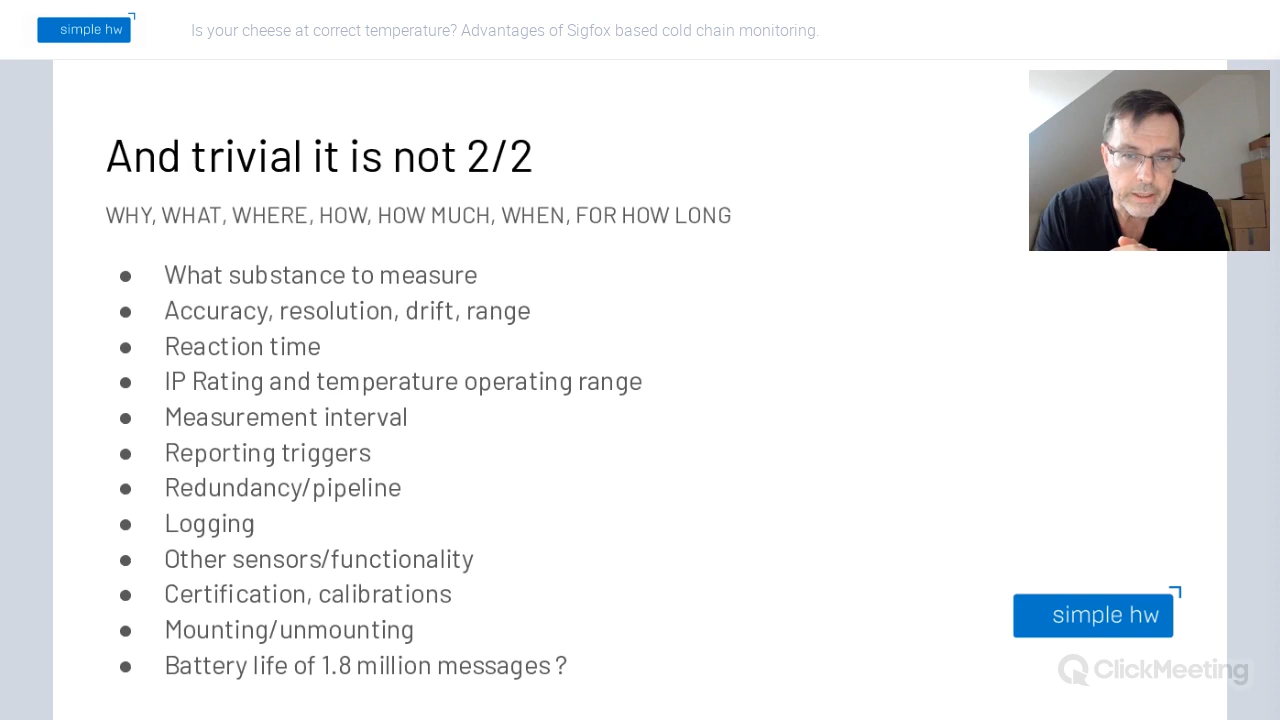 simple hw
Is your cheese at correct temperature? Advantages of Sigfox based cold chain monitoring.
And trivial it is not 2/2
WHY, WHAT, WHERE, HOW, HOW MUCH, WHEN, FOR HOW LONG
● What substance to measure
● Accuracy, resolution, drift, range
● Reaction time
● IP Rating and temperature operating range
● Measurement interval
● Reporting triggers
● Redundancy/pipeline
● Logging
● Other sensors/functionality
● Certification, calibrations
● Mounting/unmounting
● Battery life of 1.8 million messages ?
simple hw
ClickMeeting